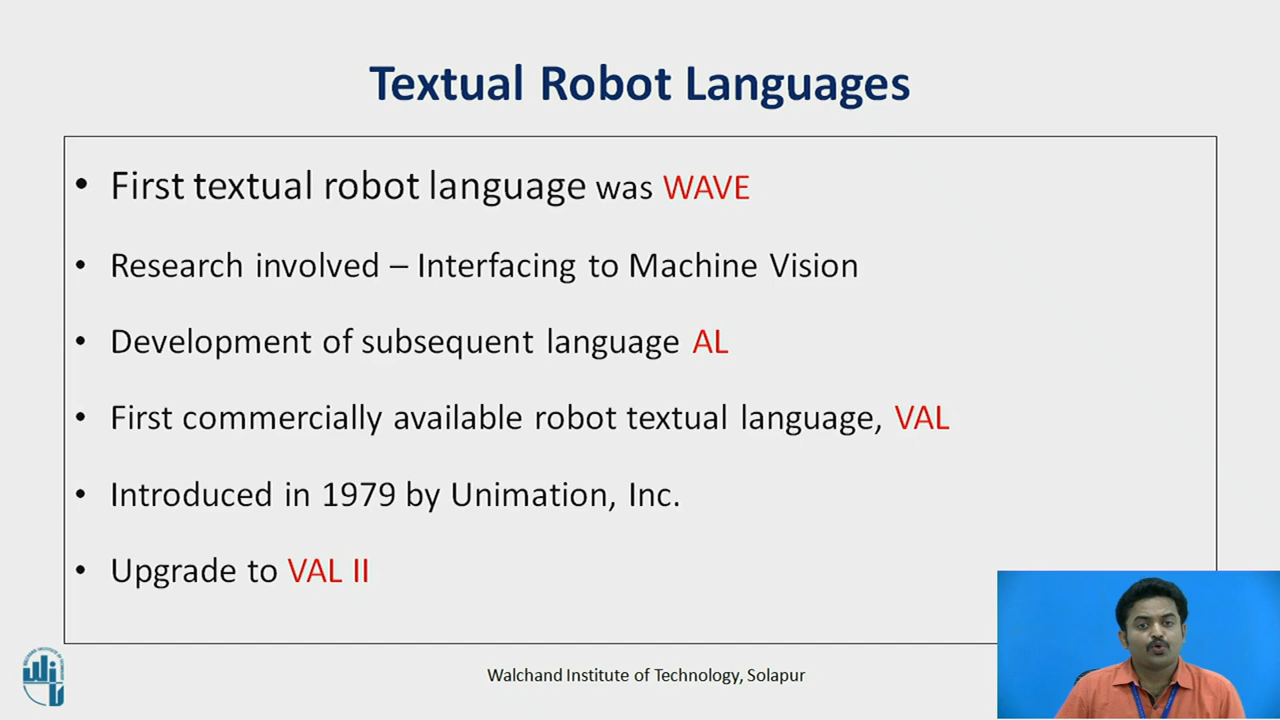 Textual Robot Languages
• First textual robot language was WAVE
• Research involved – Interfacing to Machine Vision
• Development of subsequent language AL
• First commercially available robot textual language, VAL
• Introduced in 1979 by Unimation, Inc.
• Upgrade to VAL II
Walchand Institute of Technology, Solapur